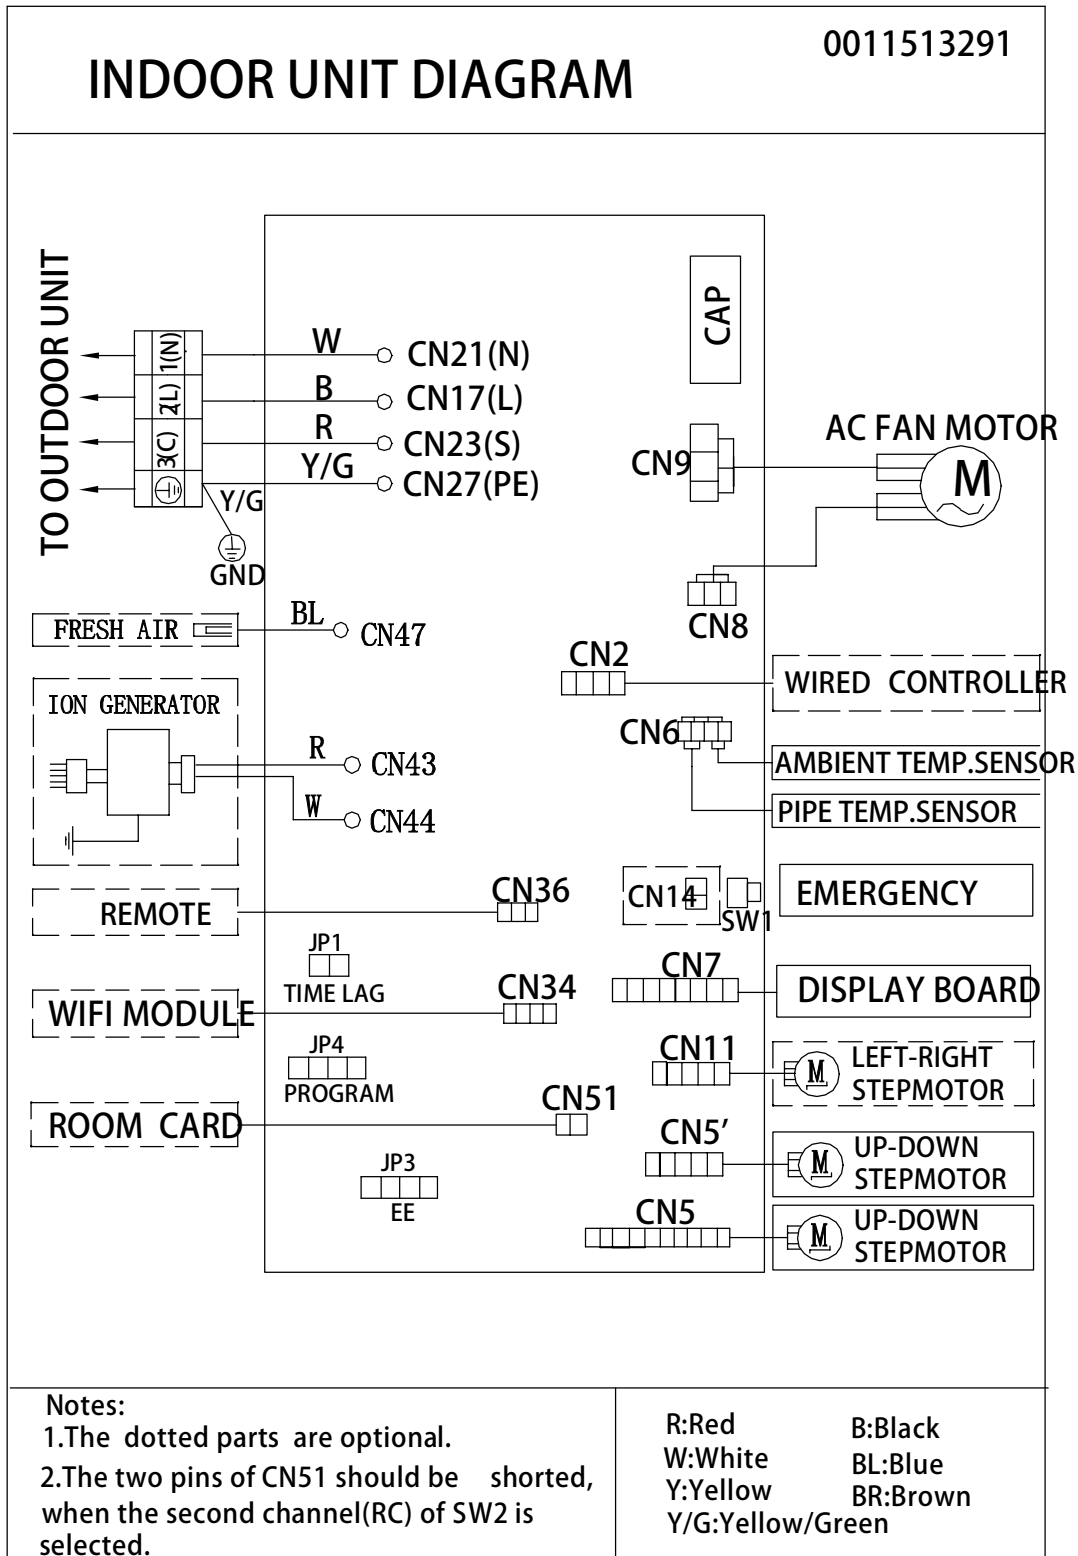 0011513291
INDOOR UNIT DIAGRAM
TO OUTDOOR UNIT
1(N)
2(L)
3(C)
W
CN21(N)
B
CN17(L)
R
CN23(S)
Y/G
CN27(PE)
Y/G
GND
CAP
CN9
AC FAN MOTOR
M
CN8
FRESH AIR
BL
CN47
CN2
WIRED CONTROLLER
ION GENERATOR
R
CN43
W
CN44
CN6
AMBIENT TEMP.SENSOR
PIPE TEMP.SENSOR
REMOTE
CN36
CN14
SW1
EMERGENCY
JP1
TIME LAG
CN7
DISPLAY BOARD
WIFI MODULE
CN34
JP4
PROGRAM
CN11
M
LEFT-RIGHT
STEPMOTOR
ROOM CARD
CN51
CN5′
M
UP-DOWN
STEPMOTOR
JP3
EE
CN5
M
UP-DOWN
STEPMOTOR
Notes:
1.The dotted parts are optional.
2.The two pins of CN51 should be shorted,
when the second channel(RC) of SW2 is
selected.
R:Red B:Black
W:White BL:Blue
Y:Yellow BR:Brown
Y/G:Yellow/Green